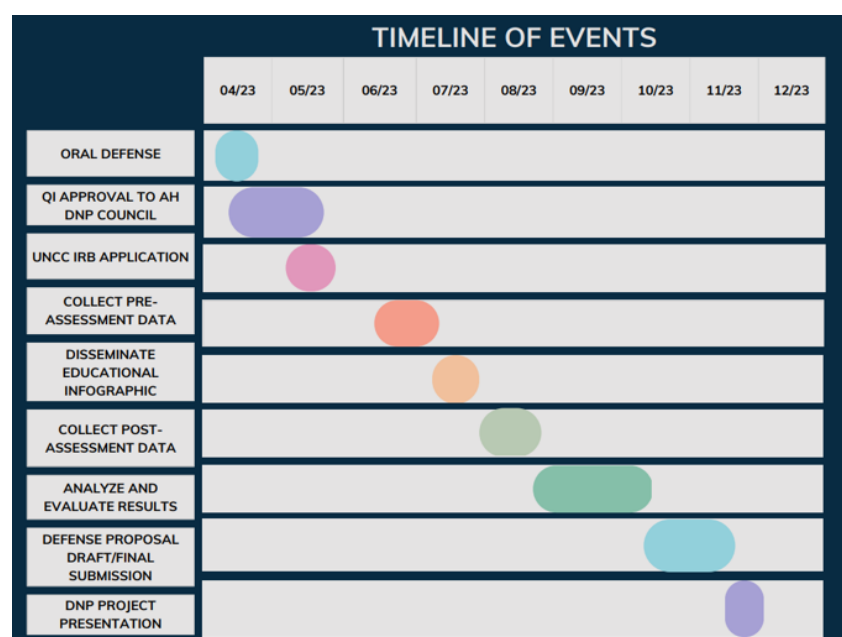 TIMELINE OF EVENTS
04/23 05/23 06/23 07/23 08/23 09/23 10/23 11/23 12/23
ORAL DEFENSE
QI APPROVAL TO AH
DNP COUNCIL
UNCC IRB APPLICATION
COLLECT PRE-
ASSESSMENT DATA
DISSEMINATE
EDUCATIONAL
INFOGRAPHIC
COLLECT POST-
ASSESSMENT DATA
ANALYZE AND
EVALUATE RESULTS
DEFENSE PROPOSAL
DRAFT/FINAL
SUBMISSION
DNP PROJECT
PRESENTATION